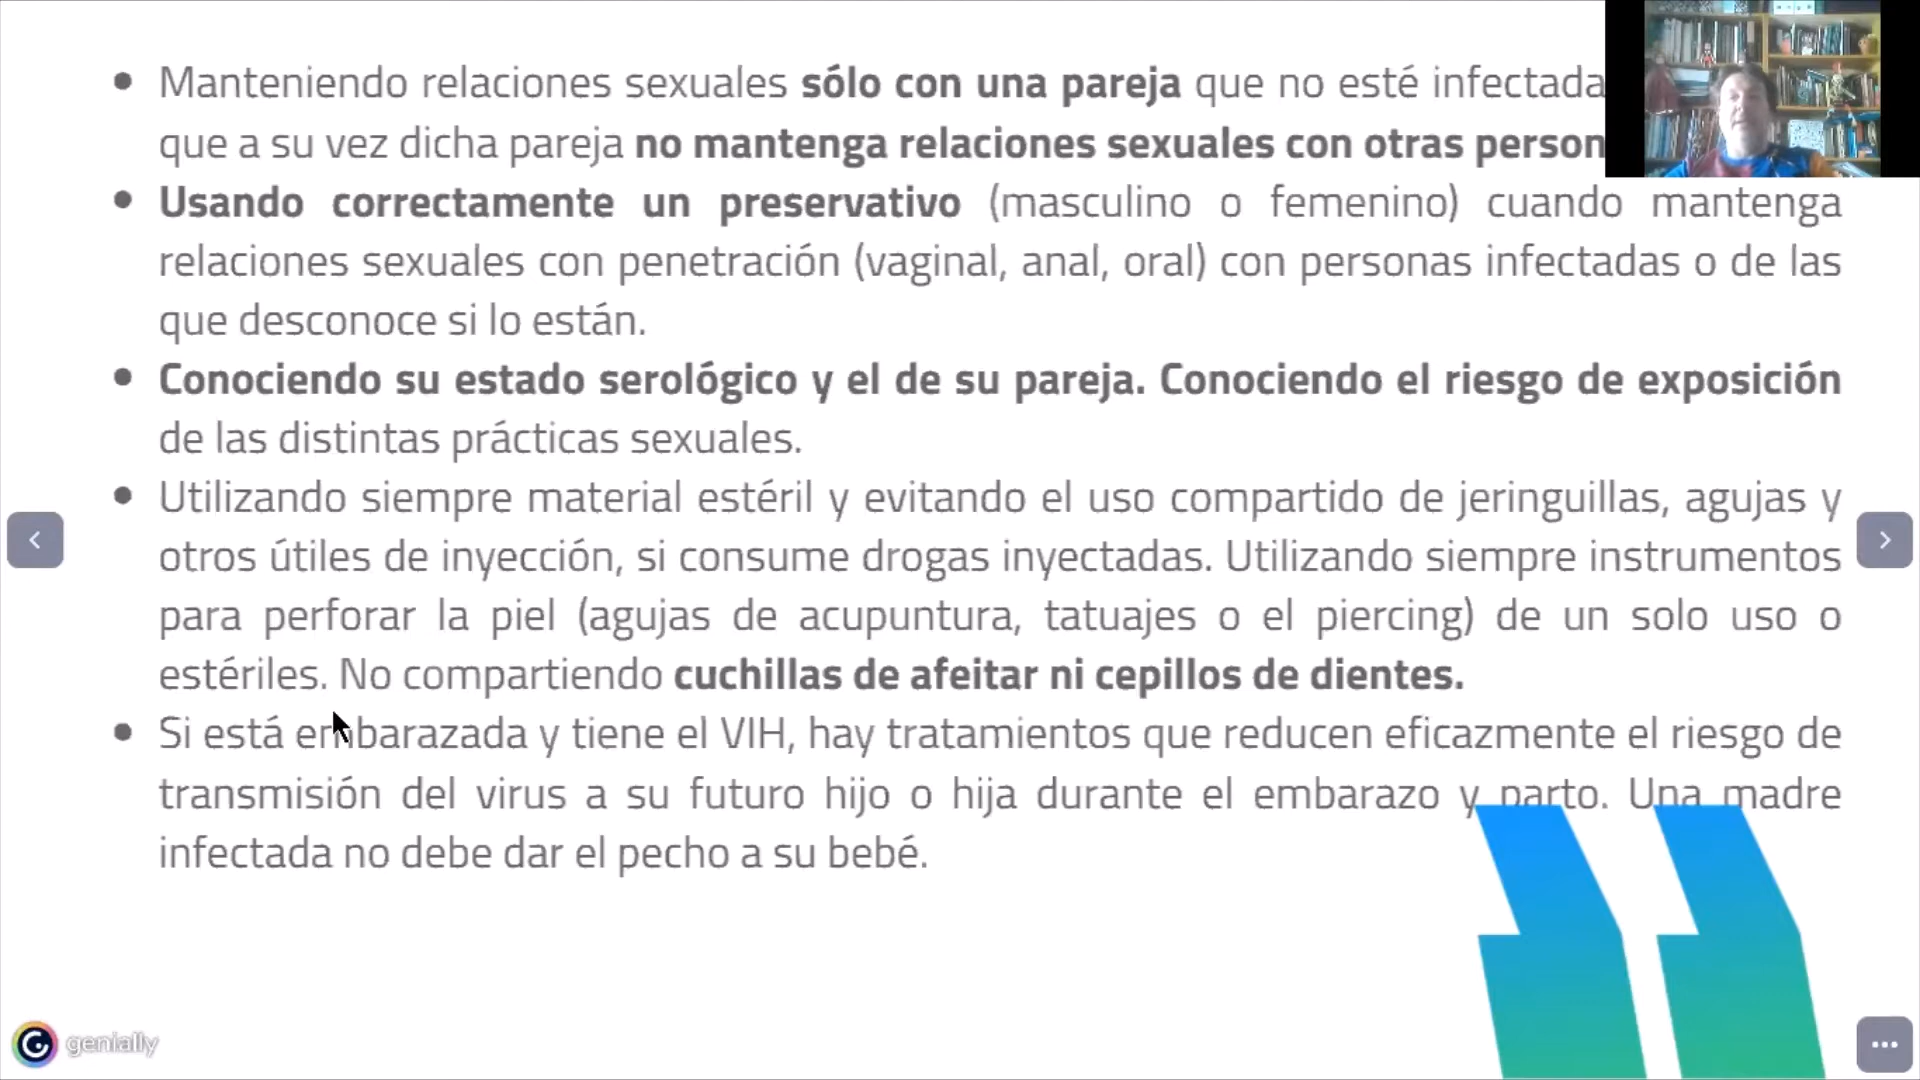 • Manteniendo relaciones sexuales sólo con una pareja que no esté infectada
que a su vez dicha pareja no mantenga relaciones sexuales con otras
• Usando correctamente un preservativo (masculino o femenino) cuando mantenga
relaciones sexuales con penetración (vaginal, anal, oral) con personas infectadas o de las
que desconoce si lo están.
• Conociendo su estado serológico y el de su pareja. Conociendo el riesgo de exposición
de las distintas prácticas sexuales.
• Utilizando siempre material estéril y evitando el uso compartido de jeringuillas, agujas y
otros útiles de inyección, si consume drogas inyectadas. Utilizando siempre instrumentos
para perforar la piel (agujas de acupuntura, tatuajes o el piercing) de un solo uso o
estériles. No compartiendo cuchillas de afeitar ni cepillos de dientes.
• Si está embarazada y tiene el VIH, hay tratamientos que reducen eficazmente el riesgo de
transmisión del virus a su futuro hijo o hija durante el embarazo y parto. Una madre
infectada no debe dar el pecho a su bebé.
genially